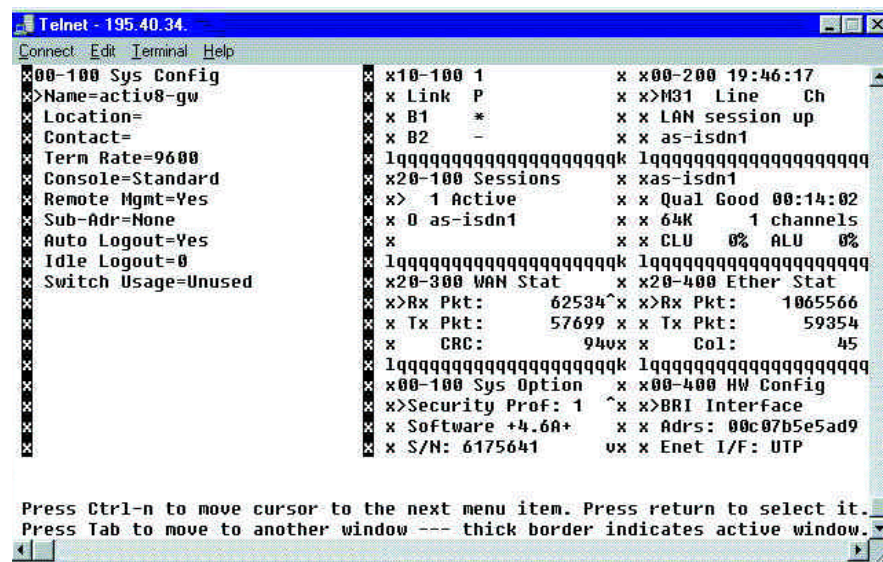 Telnet - 195.40.34.
Connect Edit Terminal Help
x00-100 Sys Config x x10-100 1 x x00-200 19:46:17
x>Name=activ8-gw x x Link P x x>M31 Line Ch
x Location= x x B1 * x x LAN session up
x Contact= x x B2 - x x as-isdn1
x Term Rate=9600 x lqqqqqqqqqqqqqqqqqqqqk lqqqqqqqqqqqqqqqqqqqq
x Console=Standard x x20-100 Sessions x xas-isdn1
x Remote Mgmt=Yes x x> 1 Active x x Qual Good 00:14:02
x Sub-Adr=None x x O as-isdn1 x x 64K 1 channels
x Auto Logout=Yes x x x x CLU 0% ALU 0%
x Idle Logout=0 x lqqqqqqqqqqqqqqqqqqqqk lqqqqqqqqqqqqqqqqqqqq
x Switch Usage=Unused x x20-300 WAN Stat x x20-400 Ether Stat
x x x>Rx Pkt: 62534^x x>Rx Pkt: 1065566
x x x Tx Pkt: 57699 x x Tx Pkt: 59354
x x x CRC: 94vx x Col: 45
x x lqqqqqqqqqqqqqqqqqqqqk lqqqqqqqqqqqqqqqqqqqq
x x x00-100 Sys Option x x00-400 HW Config
x x x>Security Prof: 1 ^x x>BRI Interface
x x x Software +4.6A+ x x Adrs: 00c07b5e5ad9
x x x S/N: 6175641 vx x Enet I/F: UTP
Press Ctrl-n to move cursor to the next menu item. Press return to select it.
Press Tab to move to another window --- thick border indicates active window.